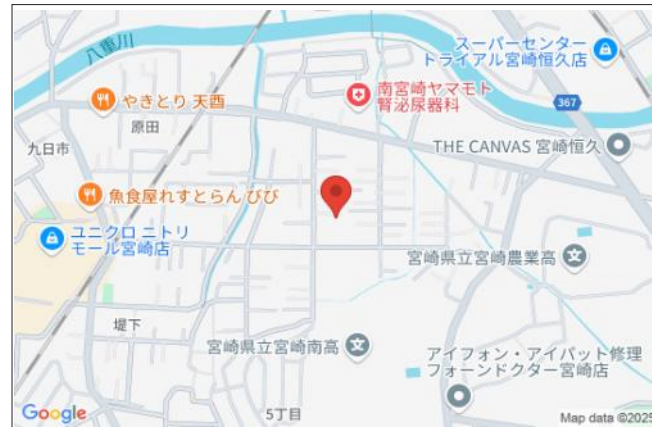 八重川
スーパーセンター
トライアル宮崎恒久店
やきとり 天酉
南宮崎ヤマモト
腎泌尿器科
367
原田
九日市
THE CANVAS 宮崎恒久
魚食屋れすとらん びび
ユニクロ ニトリ
モール宮崎店
宮崎県立宮崎農業高
堤下
宮崎県立宮崎南高
アイフォン・アイパット修理
フォーンドクター宮崎店
Google
5丁目
Map data ©2025